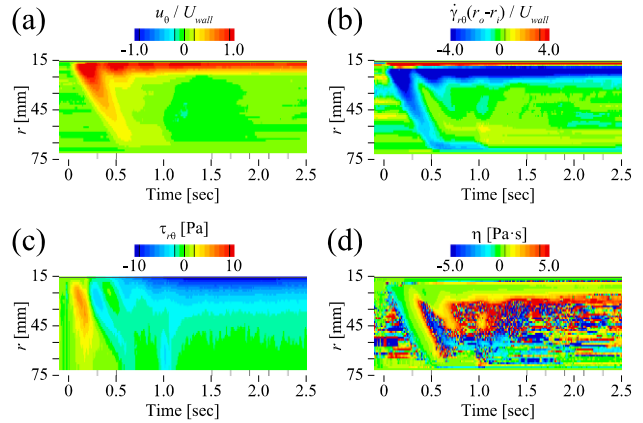 (a)
u_θ / U_wall
-1.0 1.0
15
45
75
r [mm]
0 0.5 1.0 1.5 2.0 2.5
Time [sec]
(b)
γ̇_rθ(r_o-r_i) / U_wall
-4.0 4.0
15
45
75
r [mm]
0 0.5 1.0 1.5 2.0 2.5
Time [sec]
(c)
τ_rθ [Pa]
-10 10
15
45
75
r [mm]
0 0.5 1.0 1.5 2.0 2.5
Time [sec]
(d)
η [Pa·s]
-5.0 5.0
15
45
75
r [mm]
0 0.5 1.0 1.5 2.0 2.5
Time [sec]